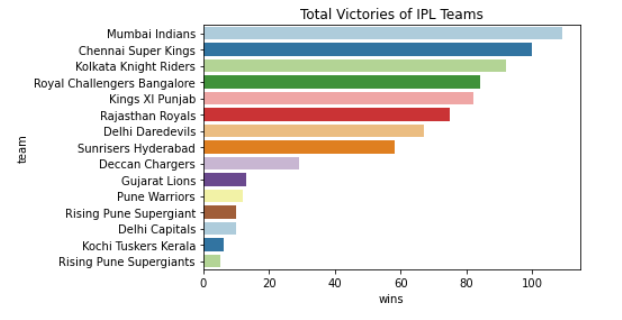 Total Victories of IPL Teams
Mumbai Indians
Chennai Super Kings
Kolkata Knight Riders
Royal Challengers Bangalore
Kings XI Punjab
Rajasthan Royals
Delhi Daredevils
Sunrisers Hyderabad
Deccan Chargers
Gujarat Lions
Pune Warriors
Rising Pune Supergiant
Delhi Capitals
Kochi Tuskers Kerala
Rising Pune Supergiants
team
0 20 40 60 80 100
wins